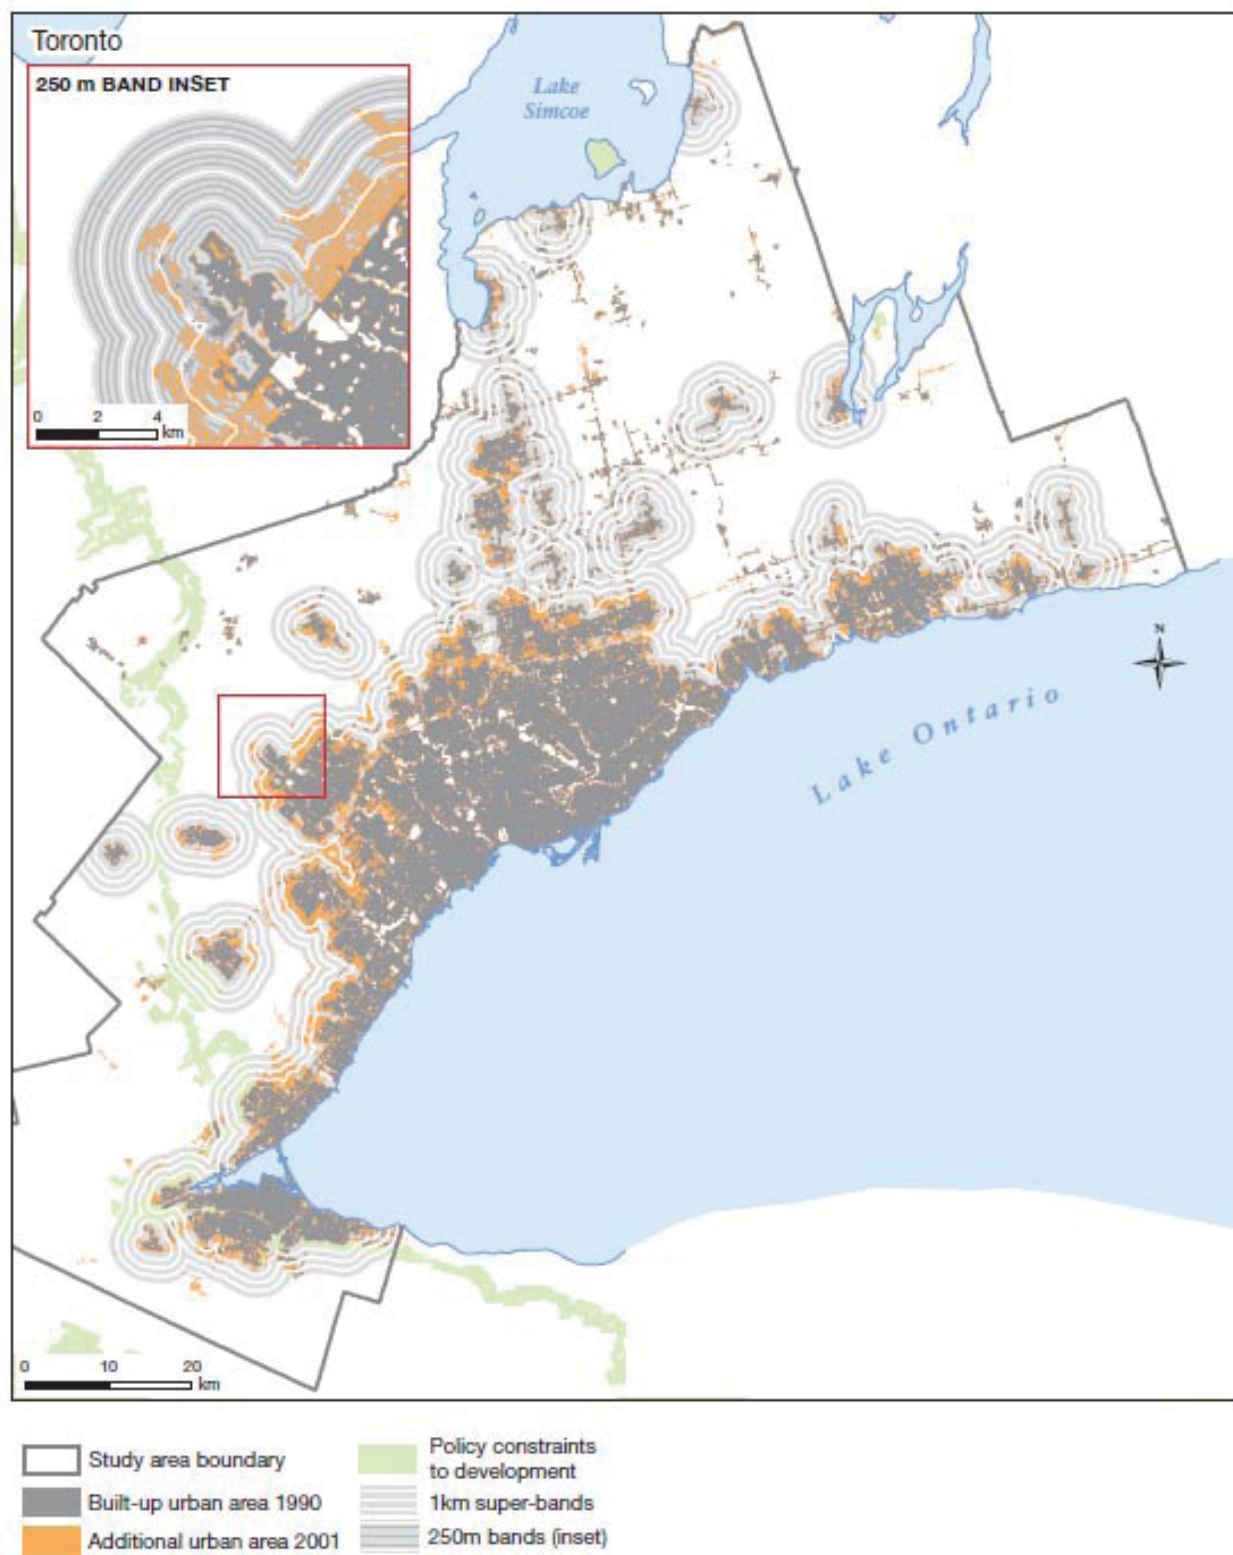 Toronto
250 m BAND INSET
0 2 4
km
Lake
Simcoe
N
Lake Ontario
0 10 20
km
Study area boundary
Built-up urban area 1990
Additional urban area 2001
Policy constraints
to development
1km super-bands
250m bands (inset)